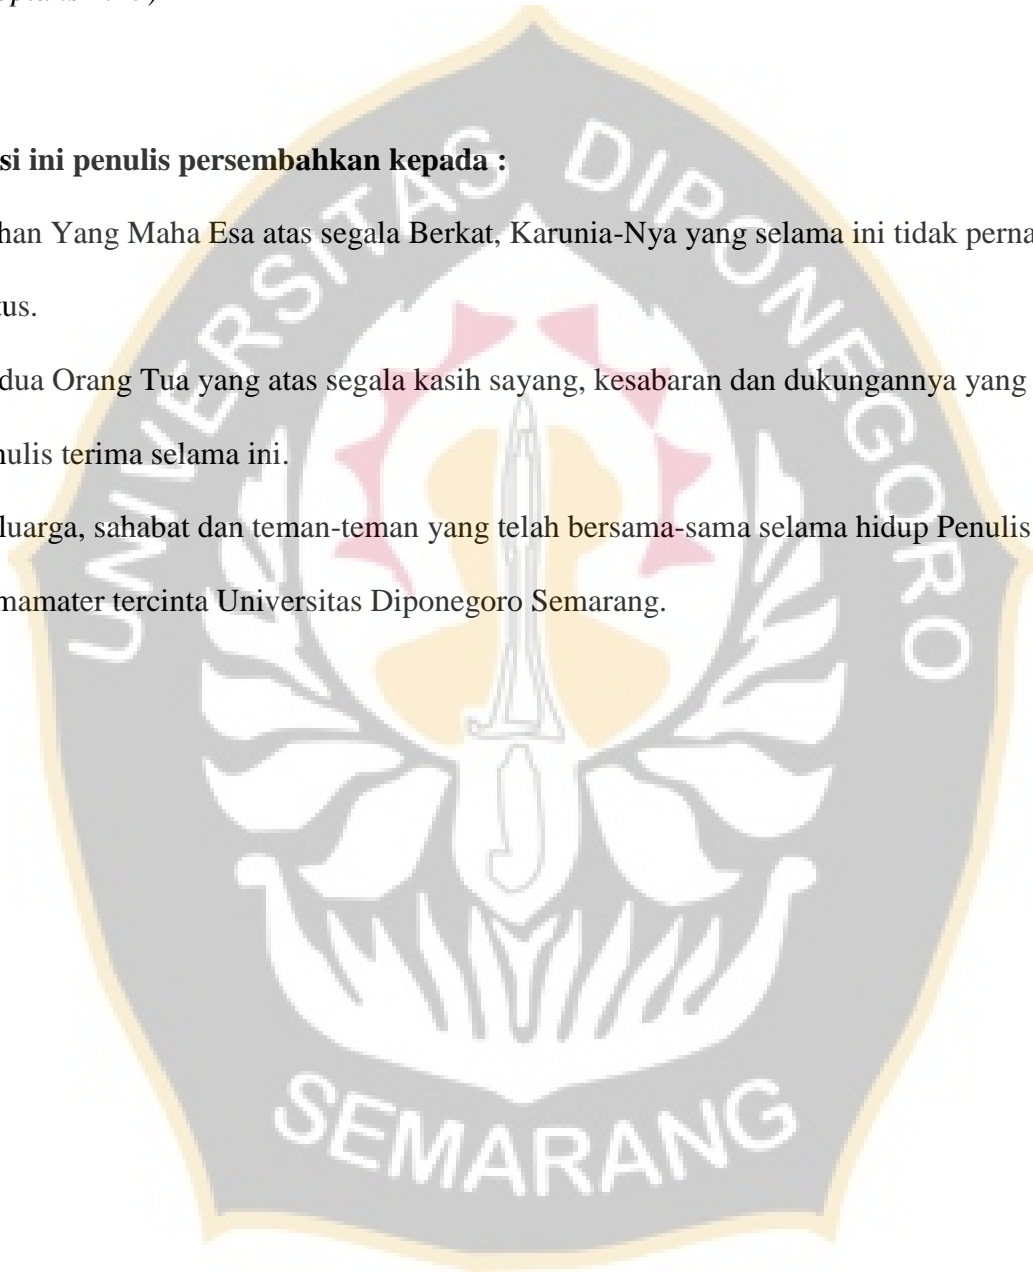 si ini penulis persembahkan kepada :
han Yang Maha Esa atas segala Berkat, Karunia-Nya yang selama ini tidak perna
tus.
dua Orang Tua yang atas segala kasih sayang, kesabaran dan dukungannya yang
nulis terima selama ini.
luarga, sahabat dan teman-teman yang telah bersama-sama selama hidup Penulis
mamater tercinta Universitas Diponegoro Semarang.
UNIVERSITAS DIPONEGORO
SEMARANG